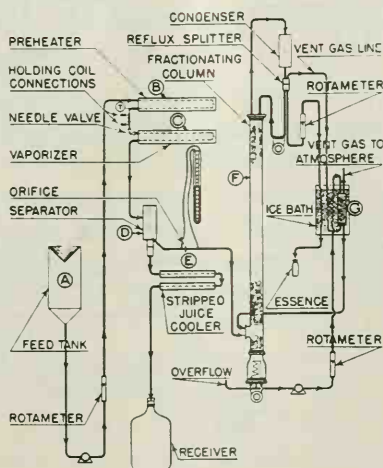 CONDENSER
REFLUX SPLITTER
FRACTIONATING
COLUMN
VENT GAS LINE
ROTAMETER
VENT GAS TO
ATMOSPHERE
PREHEATER
B
HOLDING COIL
CONNECTIONS
T
NEEDLE VALVE
C
VAPORIZER
ORIFICE
SEPARATOR
D
E
F
G
ICE BATH
A
STRIPPED
JUICE
COOLER
ESSENCE
FEED TANK
ROTAMETER
OVERFLOW
ROTAMETER
RECEIVER